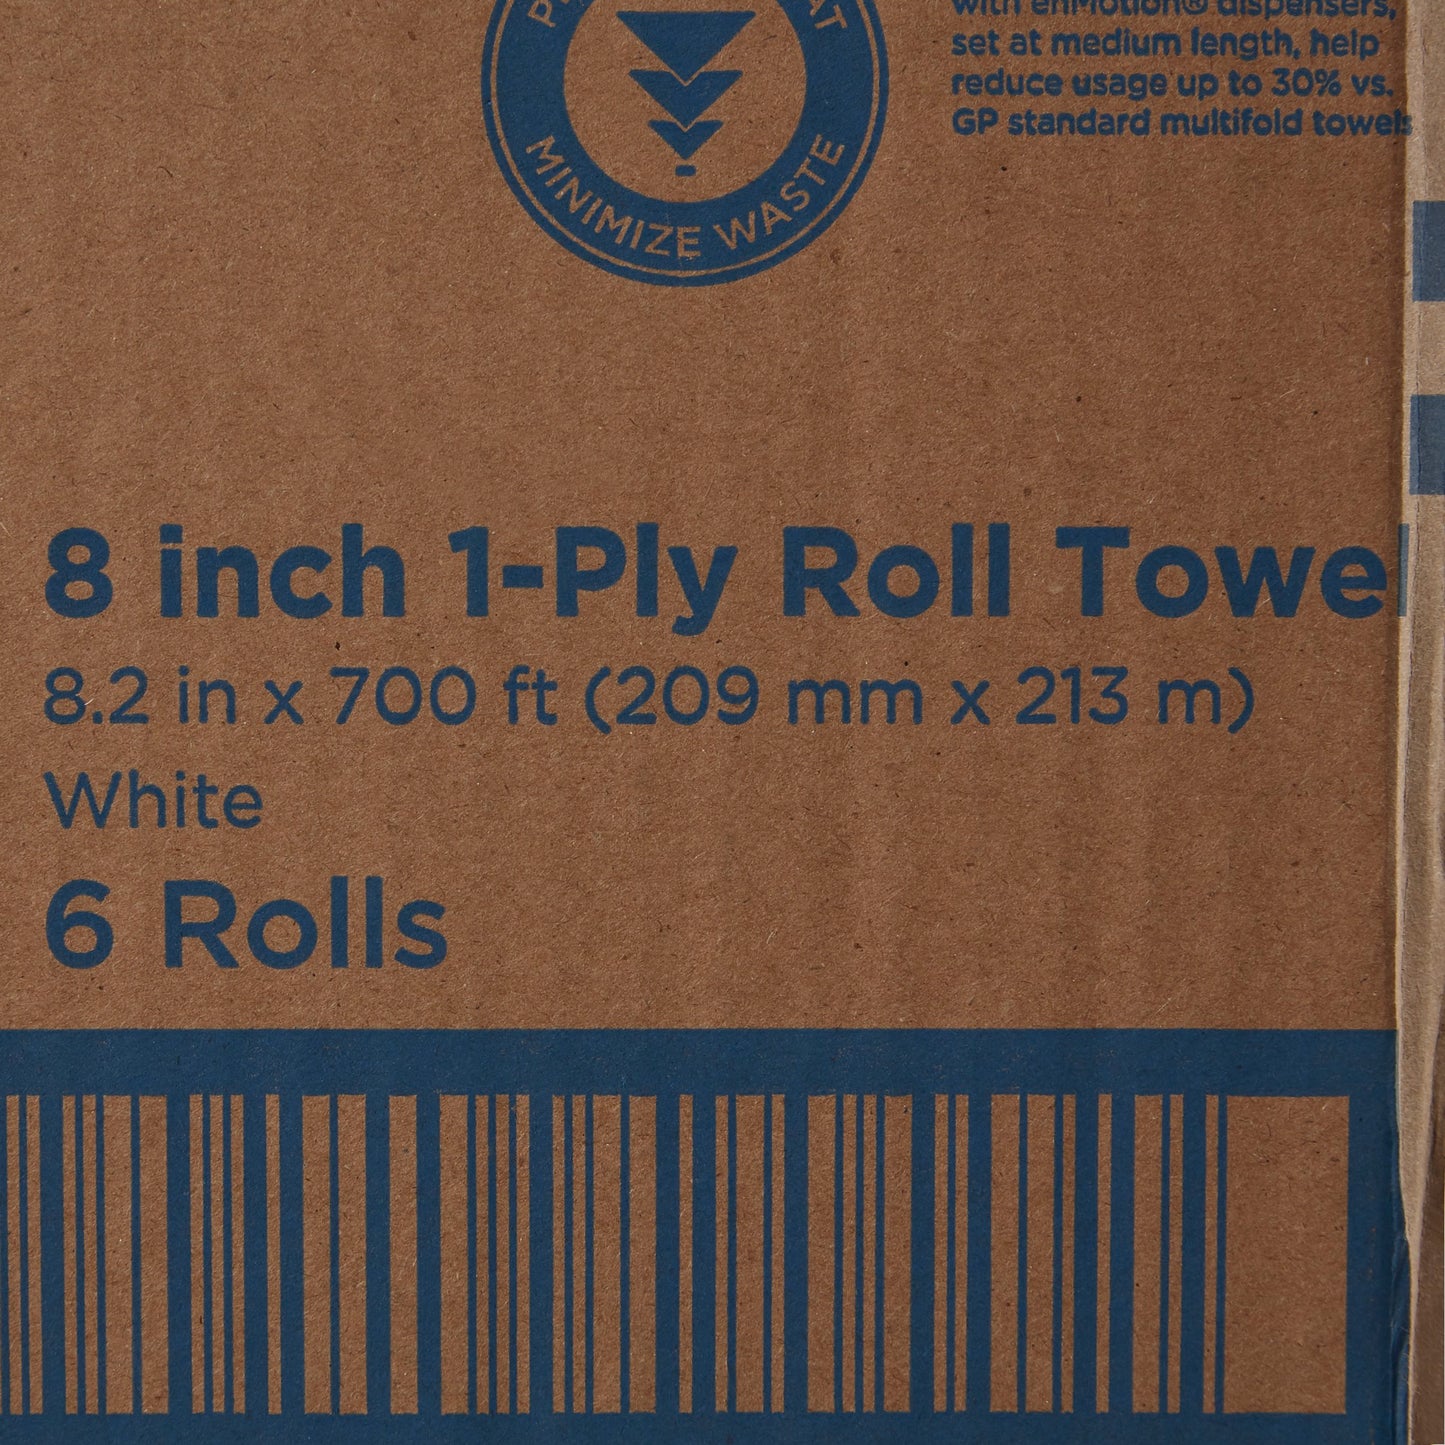 MINIMIZE WASTE
with enMotion® dispensers,
set at medium length, help
reduce usage up to 30% vs.
GP standard multifold towels
8 inch 1-Ply Roll Towel
8.2 in x 700 ft (209 mm x 213 m)
White
6 Rolls